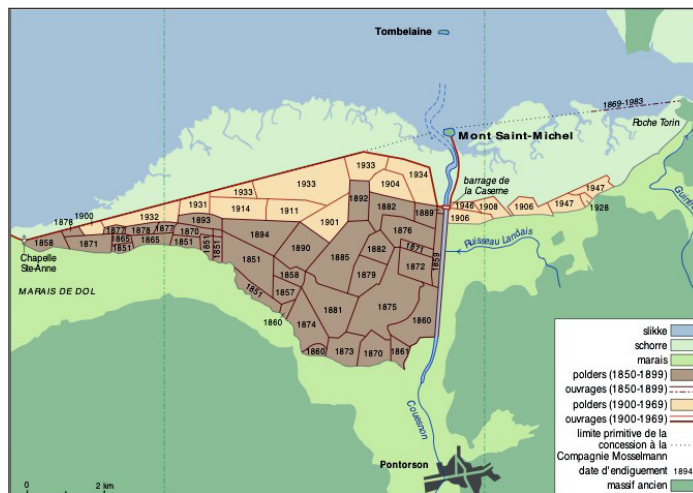 Tombelaine
1869-1983
Roche Torin
Mont Saint-Michel
barrage de
la Caserne
1933
1934
1904
1933
1933
1892
1882
1889
1931
1914
1911
1901
1900
1878
1932
1893
1946
1908
1906
1906
1947
1947
1928
1858
1871
1877
1878
1877
1870
1865
1865
1851
1851
1851
1851
1894
1890
1885
1876
1882
1871
1872
1859
1879
1851
1858
1857
1851
1860
1874
1881
1875
1860
1860
1873
1870
1861
Chapelle
Ste-Anne
MARAIS DE DOL
Ruisseau Landais
Couesnon
Pontorson
0
2 km
slikke
schorre
marais
polders (1850-1899)
ouvrages (1850-1899)
polders (1900-1969)
ouvrages (1900-1969)
limite primitive de la
concession à la
Compagnie Mosselmann
date d'endiguement 1894
massif ancien